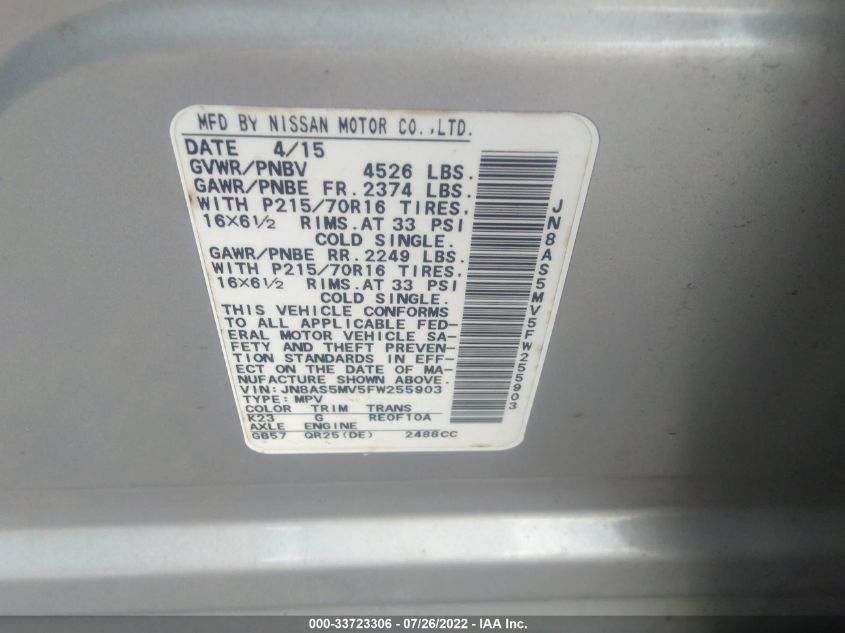 MFD BY NISSAN MOTOR CO.,LTD.
DATE 4/15
GVWR/PNBV 4526 LBS.
GAWR/PNBE FR. 2374 LBS.
WITH P215/70R16 TIRES,
16X6½ RIMS. AT 33 PSI
COLD SINGLE.
GAWR/PNBE RR. 2249 LBS.
WITH P215/70R16 TIRES,
16X6½ RIMS. AT 33 PSI
COLD SINGLE.
THIS VEHICLE CONFORMS
TO ALL APPLICABLE FED-
ERAL MOTOR VEHICLE SA-
FETY AND THEFT PREVEN-
TION STANDARDS IN EFF-
ECT ON THE DATE OF MA-
NUFACTURE SHOWN ABOVE.
VIN: JN8AS5MV5FW255903
TYPE: MPV
COLOR TRIM TRANS
K23 G RE0F10A
AXLE ENGINE
GB57 QR25(DE) 2488CC
JN8AS5MV5FW255903
000-33723306 - 07/26/2022 - © IAA Inc.